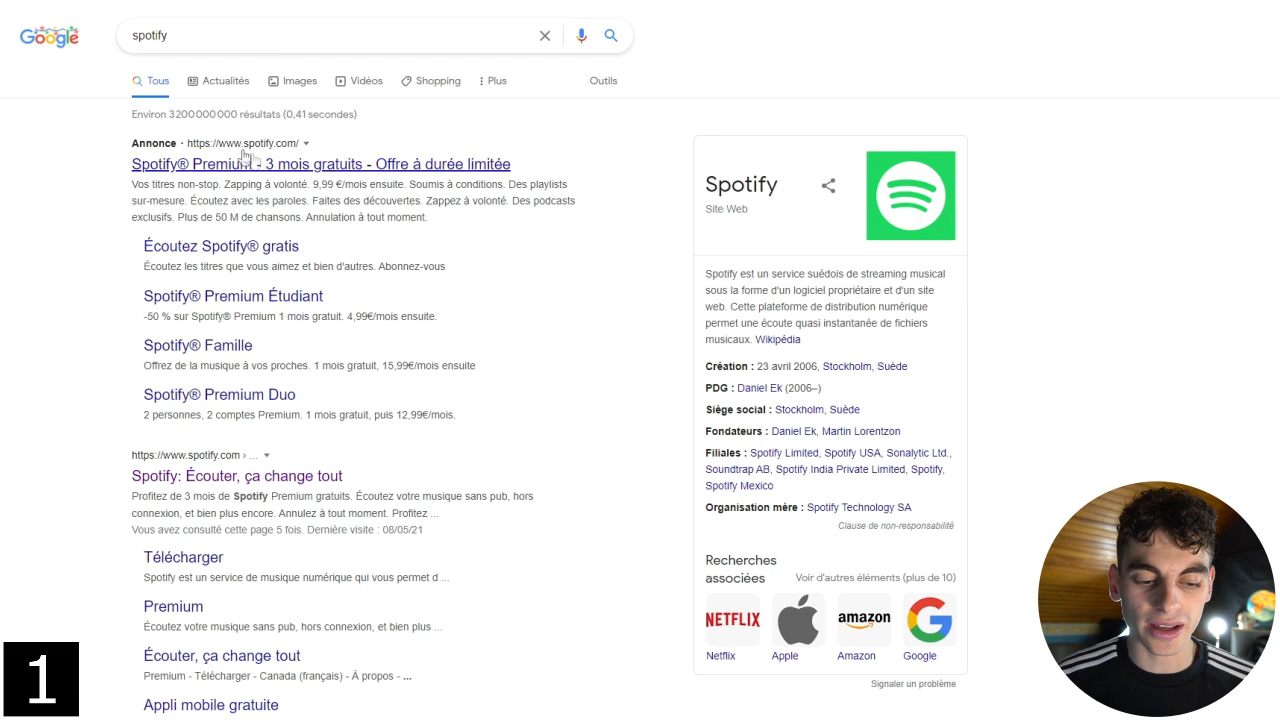 Google
spotify
Tous
Actualités
Images
Vidéos
Shopping
Plus
Outils
Environ 3 200 000 000 résultats (0,41 secondes)
Annonce · https://www.spotify.com/
Spotify® Premium - 3 mois gratuits - Offre à durée limitée
Vos titres non-stop. Zapping à volonté. 9,99 €/mois ensuite. Soumis à conditions. Des playlists
sur-mesure. Écoutez avec les paroles. Faites des découvertes. Zappez à volonté. Des podcasts
exclusifs. Plus de 50 M de chansons. Annulation à tout moment.
Écoutez Spotify® gratis
Écoutez les titres que vous aimez et bien d'autres. Abonnez-vous
Spotify® Premium Étudiant
-50 % sur Spotify® Premium 1 mois gratuit. 4,99€/mois ensuite.
Spotify® Famille
Offrez de la musique à vos proches. 1 mois gratuit, 15,99€/mois ensuite
Spotify® Premium Duo
2 personnes, 2 comptes Premium. 1 mois gratuit, puis 12,99€/mois.
https://www.spotify.com › ...
Spotify: Écouter, ça change tout
Profitez de 3 mois de Spotify Premium gratuits. Écoutez votre musique sans pub, hors
connexion, et bien plus encore. Annulez à tout moment. Profitez ...
Vous avez consulté cette page 5 fois. Dernière visite : 08/05/21
Télécharger
Spotify est un service de musique numérique qui vous permet d ...
Premium
Écoutez votre musique sans pub, hors connexion, et bien plus ...
Écouter, ça change tout
Premium - Télécharger - Canada (français) - À propos - ...
Appli mobile gratuite
1
Spotify
Site Web
Spotify est un service suédois de streaming musical
sous la forme d'un logiciel propriétaire et d'un site
web. Cette plateforme de distribution numérique
permet une écoute quasi instantanée de fichiers
musicaux. Wikipédia
Création : 23 avril 2006, Stockholm, Suède
PDG : Daniel Ek (2006–)
Siège social : Stockholm, Suède
Fondateurs : Daniel Ek, Martin Lorentzon
Filiales : Spotify Limited, Spotify USA, Sonalytic Ltd.,
Soundtrap AB, Spotify India Private Limited, Spotify,
Spotify Mexico
Organisation mère : Spotify Technology SA
Clause de non-responsabilité
Recherches
associées
Voir d'autres éléments (plus de 10)
NETFLIX
amazon
G
Netflix
Apple
Amazon
Google
Signaler un problème